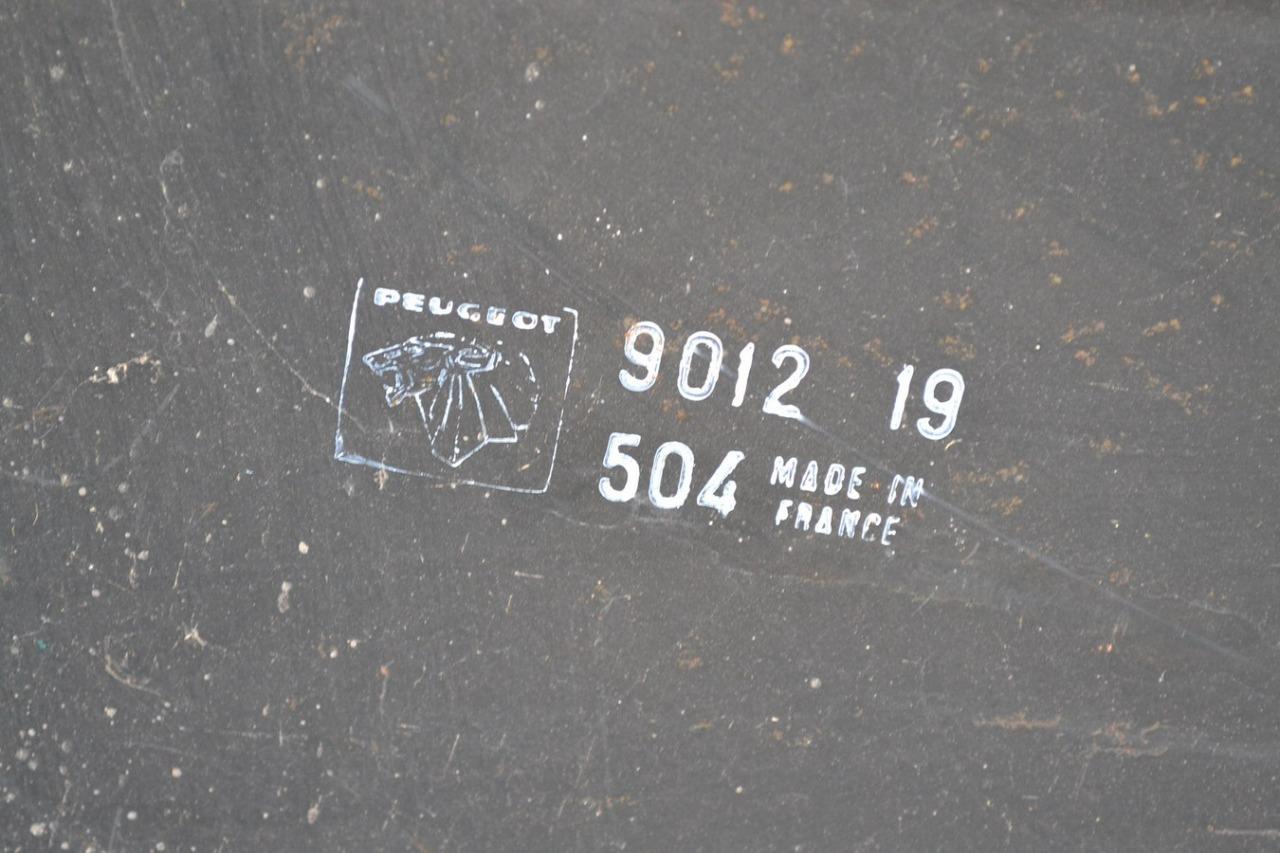 PEUGEOT
9012 19
504 MADE IN
FRANCE